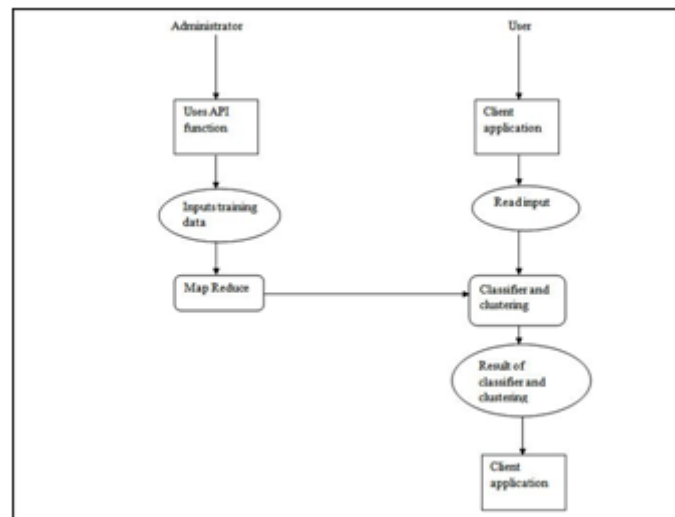 Administrator
User
Uses API
function
Client
application
Inputs training
data
Read input
Map Reduce
Classifier and
clustering
Result of
classifier and
clustering
Client
application